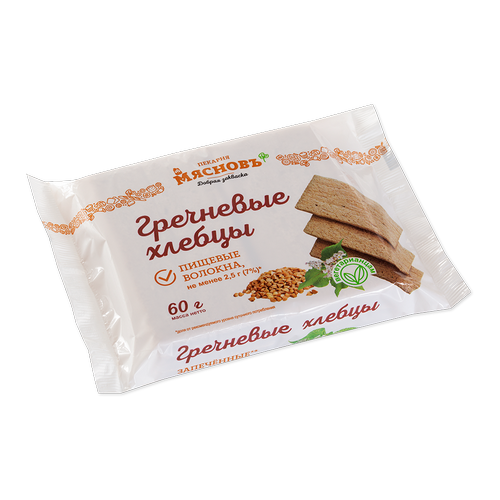 ПЕКАРНЯ
МЯСНОВЪ
Добрая закваска
Гречневые
хлебцы
ПИЩЕВЫЕ
ВОЛОКНА,
не менее 2,5 г (7%)*
60 г
масса нетто
вегетарианцам
Гречневые хлебцы
ЗАПЕЧЁННЫЕ**